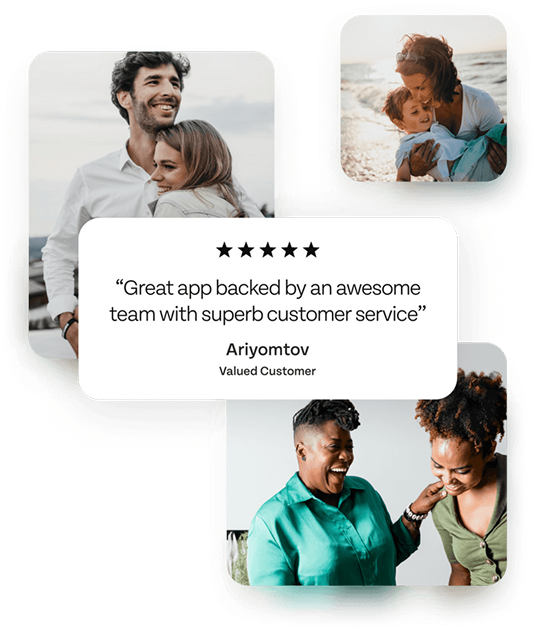 ★★★★★
“Great app backed by an awesome
team with superb customer service”
Ariyomtov
Valued Customer